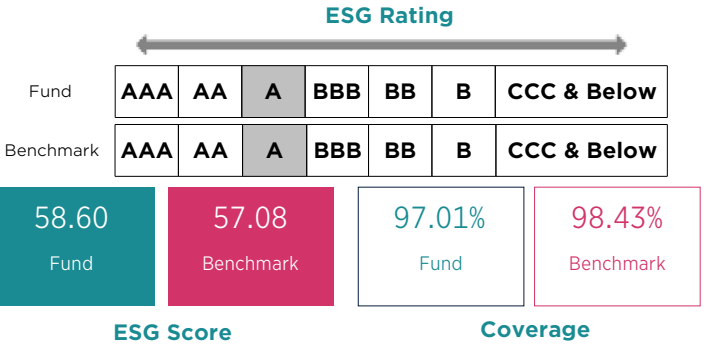 ESG Rating
Fund AAA AA A BBB BB B CCC & Below
Benchmark AAA AA A BBB BB B CCC & Below
58.60 57.08 97.01% 98.43%
Fund Benchmark Fund Benchmark
ESG Score Coverage